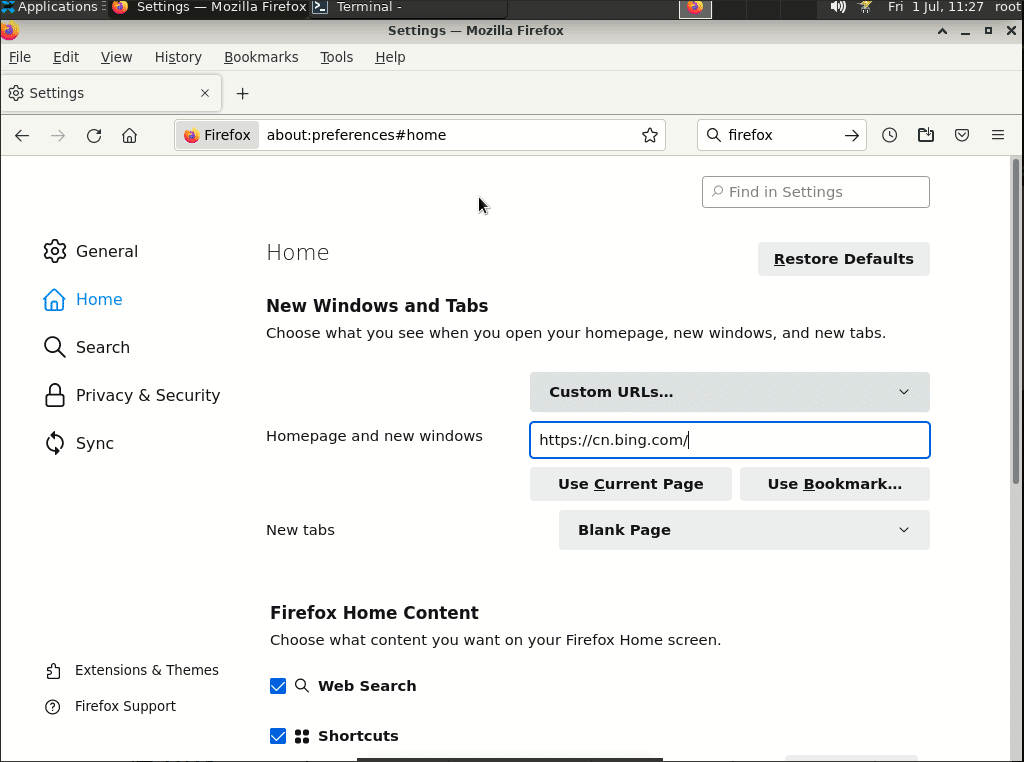 Applications
Settings — Mozilla Firefox
Terminal -
Fri 1 Jul, 11:27 root
Settings — Mozilla Firefox
File Edit View History Bookmarks Tools Help
Settings
Firefox about:preferences#home
firefox
Find in Settings
General
Home
Search
Privacy & Security
Sync
Extensions & Themes
Firefox Support
Home
Restore Defaults
New Windows and Tabs
Choose what you see when you open your homepage, new windows, and new tabs.
Custom URLs...
Homepage and new windows
https://cn.bing.com/
Use Current Page
Use Bookmark...
New tabs
Blank Page
Firefox Home Content
Choose what content you want on your Firefox Home screen.
Web Search
Shortcuts